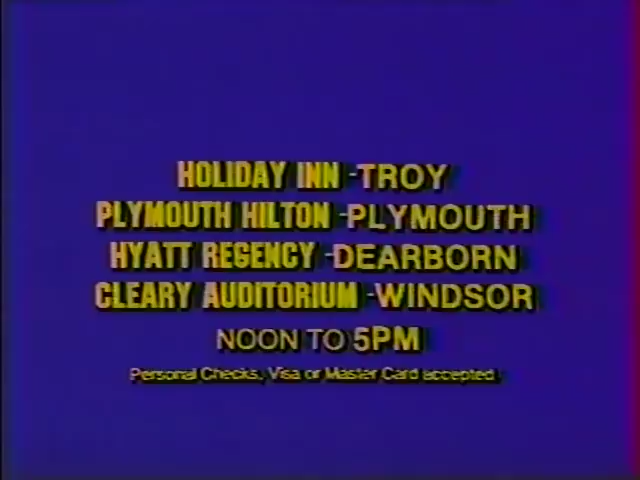 HOLIDAY INN -TROY
PLYMOUTH HILTON -PLYMOUTH
HYATT REGENCY -DEARBORN
CLEARY AUDITORIUM -WINDSOR
NOON TO 5PM
Personal Checks, Visa or Master Card accepted.